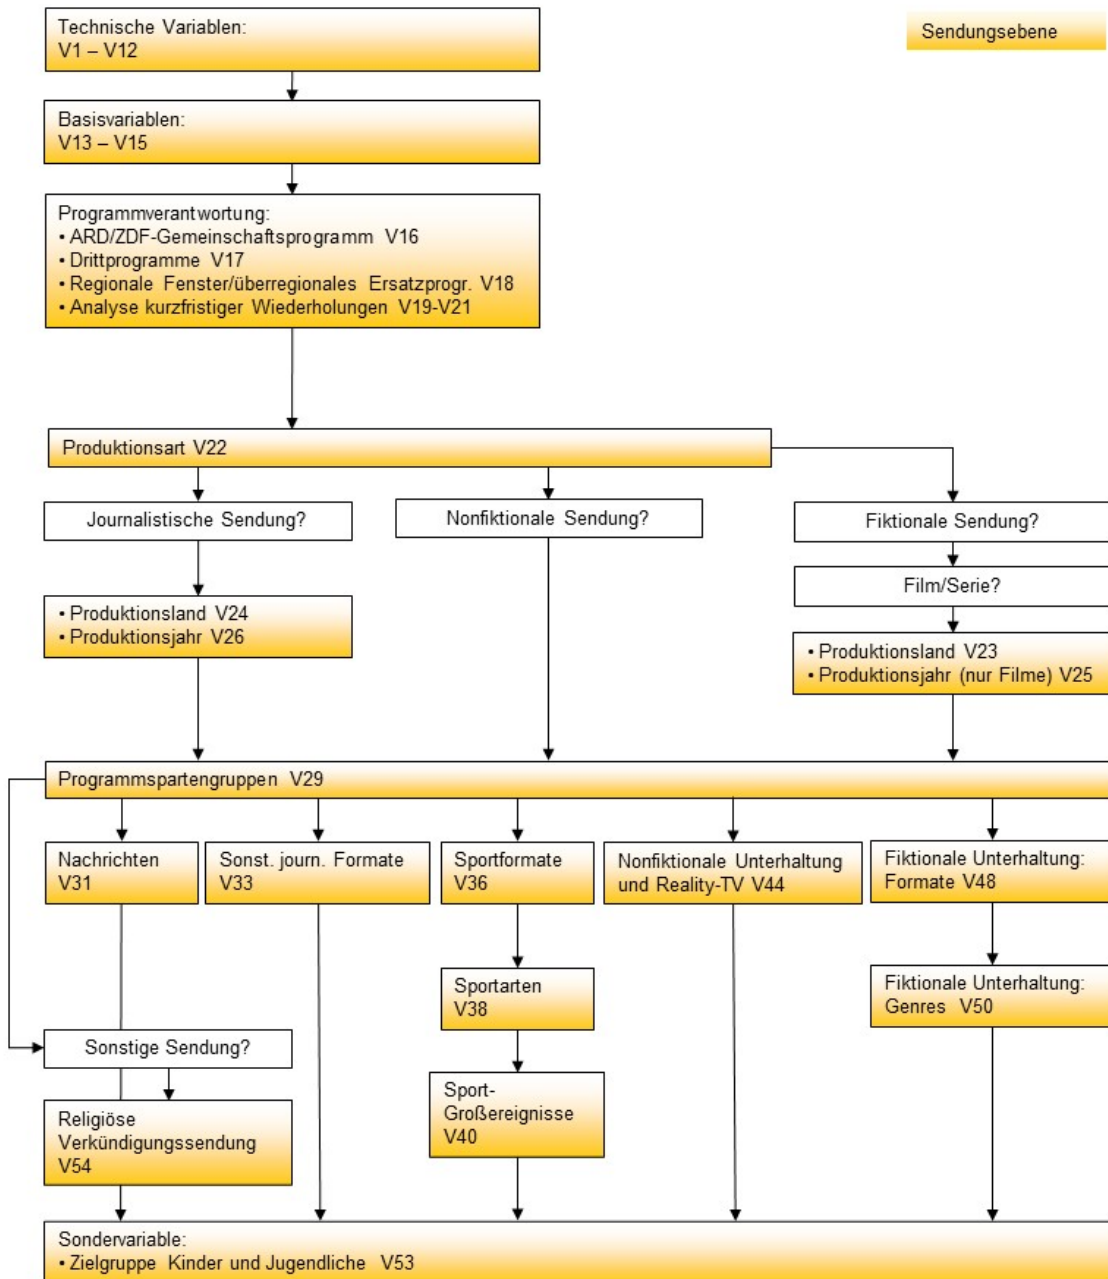 Technische Variablen:
V1 – V12
Sendungsebene
Basisvariablen:
V13 – V15
Programmverantwortung:
• ARD/ZDF-Gemeinschaftsprogramm V16
• Drittprogramme V17
• Regionale Fenster/überregionales Ersatzprogr. V18
• Analyse kurzfristiger Wiederholungen V19-V21
Produktionsart V22
Journalistische Sendung?
Nonfiktionale Sendung?
Fiktionale Sendung?
Film/Serie?
• Produktionsland V24
• Produktionsjahr V26
• Produktionsland V23
• Produktionsjahr (nur Filme) V25
Programmspartengruppen V29
Nachrichten
V31
Sonst. journ. Formate
V33
Sportformate
V36
Nonfiktionale Unterhaltung
und Reality-TV V44
Fiktionale Unterhaltung:
Formate V48
Sportarten
V38
Fiktionale Unterhaltung:
Genres V50
Sonstige Sendung?
Sport-
Großereignisse
V40
Religiöse
Verkündigungssendung
V54
Sondervariable:
• Zielgruppe Kinder und Jugendliche V53